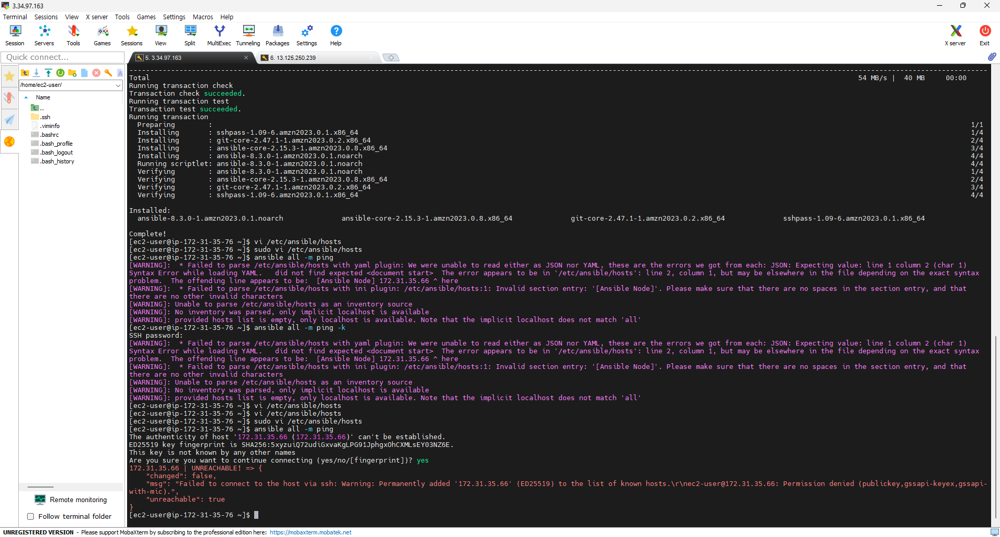 3.34.97.163
Terminal Sessions View X server Tools Games Settings Macros Help
Session Servers Tools Games Sessions View Split MultiExec Tunneling Packages Settings Help X server Exit
Quick connect...
5. 3.34.97.163
6. 13.125.250.239
/home/ec2-user/
Name
..
.ssh
.viminfo
.bashrc
.bash_profile
.bash_logout
.bash_history
Remote monitoring
Follow terminal folder
Total 54 MB/s | 40 MB 00:00
Running transaction check
Transaction check succeeded.
Running transaction test
Transaction test succeeded.
Running transaction
Preparing : 1/1
Installing : sshpass-1.09-6.amzn2023.0.1.x86_64 1/4
Installing : git-core-2.47.1-1.amzn2023.0.2.x86_64 2/4
Installing : ansible-core-2.15.3-1.amzn2023.0.8.x86_64 3/4
Installing : ansible-8.3.0-1.amzn2023.0.1.noarch 4/4
Running scriptlet: ansible-8.3.0-1.amzn2023.0.1.noarch 4/4
Verifying : ansible-8.3.0-1.amzn2023.0.1.noarch 1/4
Verifying : ansible-core-2.15.3-1.amzn2023.0.8.x86_64 2/4
Verifying : git-core-2.47.1-1.amzn2023.0.2.x86_64 3/4
Verifying : sshpass-1.09-6.amzn2023.0.1.x86_64 4/4
Installed:
ansible-8.3.0-1.amzn2023.0.1.noarch ansible-core-2.15.3-1.amzn2023.0.8.x86_64 git-core-2.47.1-1.amzn2023.0.2.x86_64 sshpass-1.09-6.amzn2023.0.1.x86_64
Complete!
[ec2-user@ip-172-31-35-76 ~]$ vi /etc/ansible/hosts
[ec2-user@ip-172-31-35-76 ~]$ sudo vi /etc/ansible/hosts
[ec2-user@ip-172-31-35-76 ~]$ ansible all -m ping
[WARNING]:  * Failed to parse /etc/ansible/hosts with yaml plugin: We were unable to read either as JSON nor YAML, these are the errors we got from each: JSON: Expecting value: line 1 column 2 (char 1)
Syntax Error while loading YAML.   did not find expected <document start>  The error appears to be in '/etc/ansible/hosts': line 2, column 1, but may be elsewhere in the file depending on the exact syntax
problem.  The offending line appears to be:  [Ansible Node] 172.31.35.66 ^ here
[WARNING]:  * Failed to parse /etc/ansible/hosts with ini plugin: /etc/ansible/hosts:1: Invalid section entry: '[Ansible Node]'. Please make sure that there are no spaces in the section entry, and that
there are no other invalid characters
[WARNING]: Unable to parse /etc/ansible/hosts as an inventory source
[WARNING]: No inventory was parsed, only implicit localhost is available
[WARNING]: provided hosts list is empty, only localhost is available. Note that the implicit localhost does not match 'all'
[ec2-user@ip-172-31-35-76 ~]$ ansible all -m ping -k
SSH password:
[WARNING]:  * Failed to parse /etc/ansible/hosts with yaml plugin: We were unable to read either as JSON nor YAML, these are the errors we got from each: JSON: Expecting value: line 1 column 2 (char 1)
Syntax Error while loading YAML.   did not find expected <document start>  The error appears to be in '/etc/ansible/hosts': line 2, column 1, but may be elsewhere in the file depending on the exact syntax
problem.  The offending line appears to be:  [Ansible Node] 172.31.35.66 ^ here
[WARNING]:  * Failed to parse /etc/ansible/hosts with ini plugin: /etc/ansible/hosts:1: Invalid section entry: '[Ansible Node]'. Please make sure that there are no spaces in the section entry, and that
there are no other invalid characters
[WARNING]: Unable to parse /etc/ansible/hosts as an inventory source
[WARNING]: No inventory was parsed, only implicit localhost is available
[WARNING]: provided hosts list is empty, only localhost is available. Note that the implicit localhost does not match 'all'
[ec2-user@ip-172-31-35-76 ~]$ vi /etc/ansible/hosts
[ec2-user@ip-172-31-35-76 ~]$ vi /etc/ansible/hosts
[ec2-user@ip-172-31-35-76 ~]$ sudo vi /etc/ansible/hosts
[ec2-user@ip-172-31-35-76 ~]$ ansible all -m ping
The authenticity of host '172.31.35.66 (172.31.35.66)' can't be established.
ED25519 key fingerprint is SHA256:5xyzuiQ72udiGxvaKgLPG91JphgxOhCXMLsEY03NZ6E.
This key is not known by any other names
Are you sure you want to continue connecting (yes/no/[fingerprint])? yes
172.31.35.66 | UNREACHABLE! => {
"changed": false,
"msg": "Failed to connect to the host via ssh: Warning: Permanently added '172.31.35.66' (ED25519) to the list of known hosts.\r\nec2-user@172.31.35.66: Permission denied (publickey,gssapi-keyex,gssapi-
with-mic).",
"unreachable": true
}
[ec2-user@ip-172-31-35-76 ~]$
UNREGISTERED VERSION - Please support MobaXterm by subscribing to the professional edition here: https://mobaxterm.mobatek.net